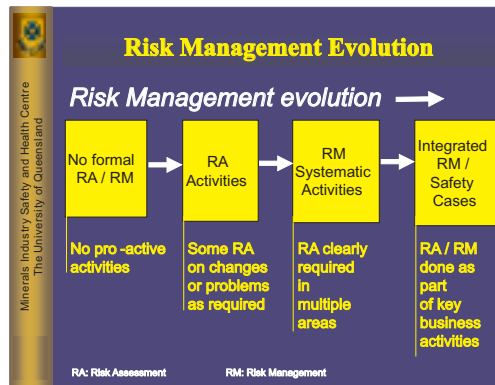 Minerals Industry Safety and Health Centre
The University of Queensland
Risk Management Evolution
Risk Management evolution
No formal
RA / RM
RA
Activities
RM
Systematic
Activities
Integrated
RM /
Safety
Cases
No pro -active
activities
Some RA
on changes
or problems
as required
RA clearly
required
in
multiple
areas
RA / RM
done as
part
of key
business
activities
RA: Risk Assessment
RM: Risk Management